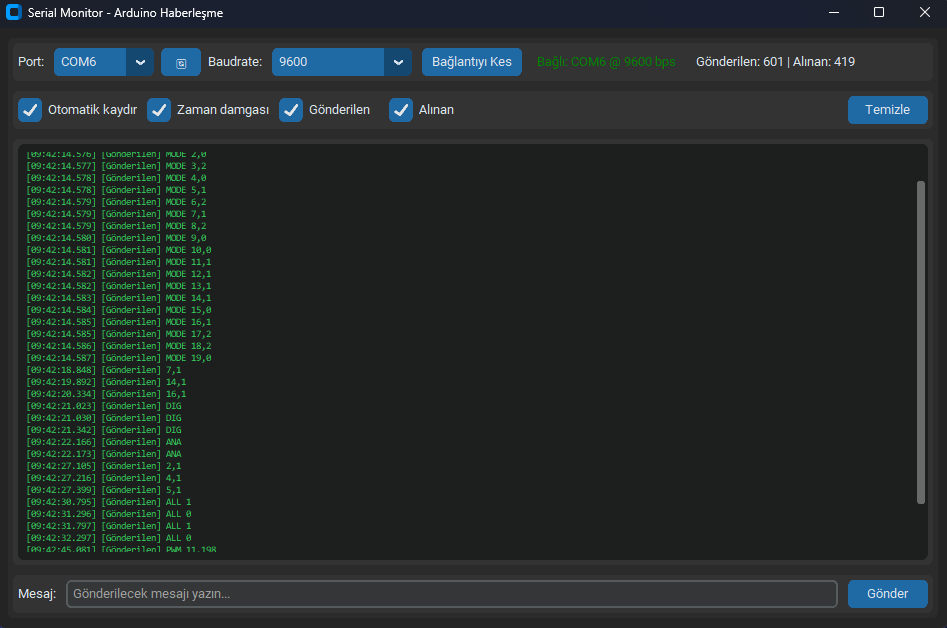 Serial Monitor - Arduino Haberleşme
Port: COM6 Baudrate: 9600 Bağlantıyı Kes Bağlı: COM6 @ 9600 bps Gönderilen: 601 | Alınan: 419
Otomatik kaydır Zaman damgası Gönderilen Alınan Temizle
[09:42:14.576] [Gönderilen] MODE 2,0
[09:42:14.577] [Gönderilen] MODE 3,2
[09:42:14.578] [Gönderilen] MODE 4,0
[09:42:14.578] [Gönderilen] MODE 5,1
[09:42:14.579] [Gönderilen] MODE 6,2
[09:42:14.579] [Gönderilen] MODE 7,1
[09:42:14.579] [Gönderilen] MODE 8,2
[09:42:14.580] [Gönderilen] MODE 9,0
[09:42:14.581] [Gönderilen] MODE 10,0
[09:42:14.581] [Gönderilen] MODE 11,1
[09:42:14.582] [Gönderilen] MODE 12,1
[09:42:14.582] [Gönderilen] MODE 13,1
[09:42:14.583] [Gönderilen] MODE 14,1
[09:42:14.584] [Gönderilen] MODE 15,0
[09:42:14.585] [Gönderilen] MODE 16,1
[09:42:14.585] [Gönderilen] MODE 17,2
[09:42:14.586] [Gönderilen] MODE 18,2
[09:42:14.587] [Gönderilen] MODE 19,0
[09:42:18.848] [Gönderilen] 7,1
[09:42:19.892] [Gönderilen] 14,1
[09:42:20.334] [Gönderilen] 16,1
[09:42:21.023] [Gönderilen] DIG
[09:42:21.030] [Gönderilen] DIG
[09:42:21.342] [Gönderilen] DIG
[09:42:22.166] [Gönderilen] ANA
[09:42:22.173] [Gönderilen] ANA
[09:42:27.105] [Gönderilen] 2,1
[09:42:27.216] [Gönderilen] 4,1
[09:42:27.399] [Gönderilen] 5,1
[09:42:30.795] [Gönderilen] ALL 1
[09:42:31.296] [Gönderilen] ALL 0
[09:42:31.797] [Gönderilen] ALL 1
[09:42:32.297] [Gönderilen] ALL 0
[09:42:45.081] [Gönderilen] PWM 11,198
Mesaj: Gönderilecek mesajı yazın... Gönder